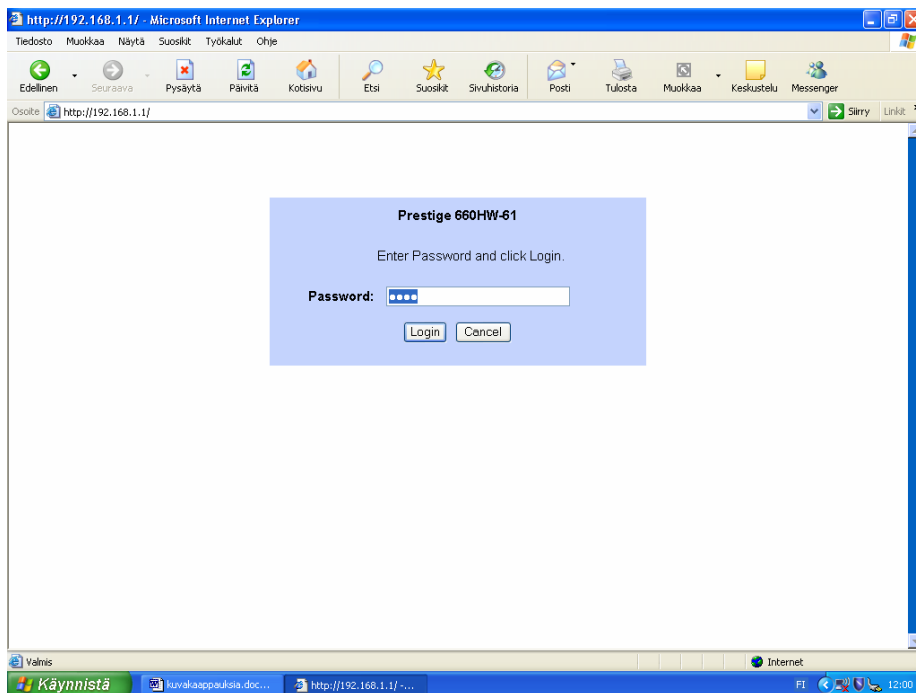 http://192.168.1.1/ - Microsoft Internet Explorer
Tiedosto Muokkaa Näytä Suosikit Työkalut Ohje
Edellinen Seuraava Pysäytä Päivitä Kotisivu Etsi Suosikit Sivuhistoria Posti Tulosta Muokkaa Keskustelu Messenger
Osoite http://192.168.1.1/ Siirry Linkit
Prestige 660HW-61
Enter Password and click Login.
Password: ••••
Login Cancel
Valmis Internet
Käynnistä kuvakaappauksia.doc... http://192.168.1.1/ -... FI 12:00